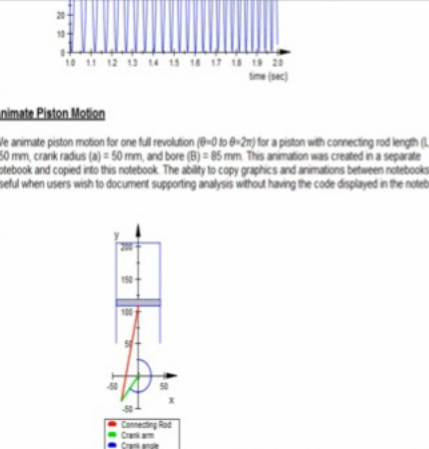 20
10
0
1.0 1.1 1.2 1.3 1.4 1.5 1.6 1.7 1.8 1.9 2.0
time (sec)
nimate Piston Motion
We animate piston motion for one full revolution (θ=0 to θ=2π) for a piston with connecting rod length (L
50 mm, crank radius (a) = 50 mm, and bore (B) = 85 mm. This animation was created in a separate
otebook and copied into this notebook. The ability to copy graphics and animations between notebooks
seful when users wish to document supporting analysis without having the code displayed in the noteb
y
200
150
100
50
-50 50
x
-50
Connecting Rod
Crank arm
Crank angle